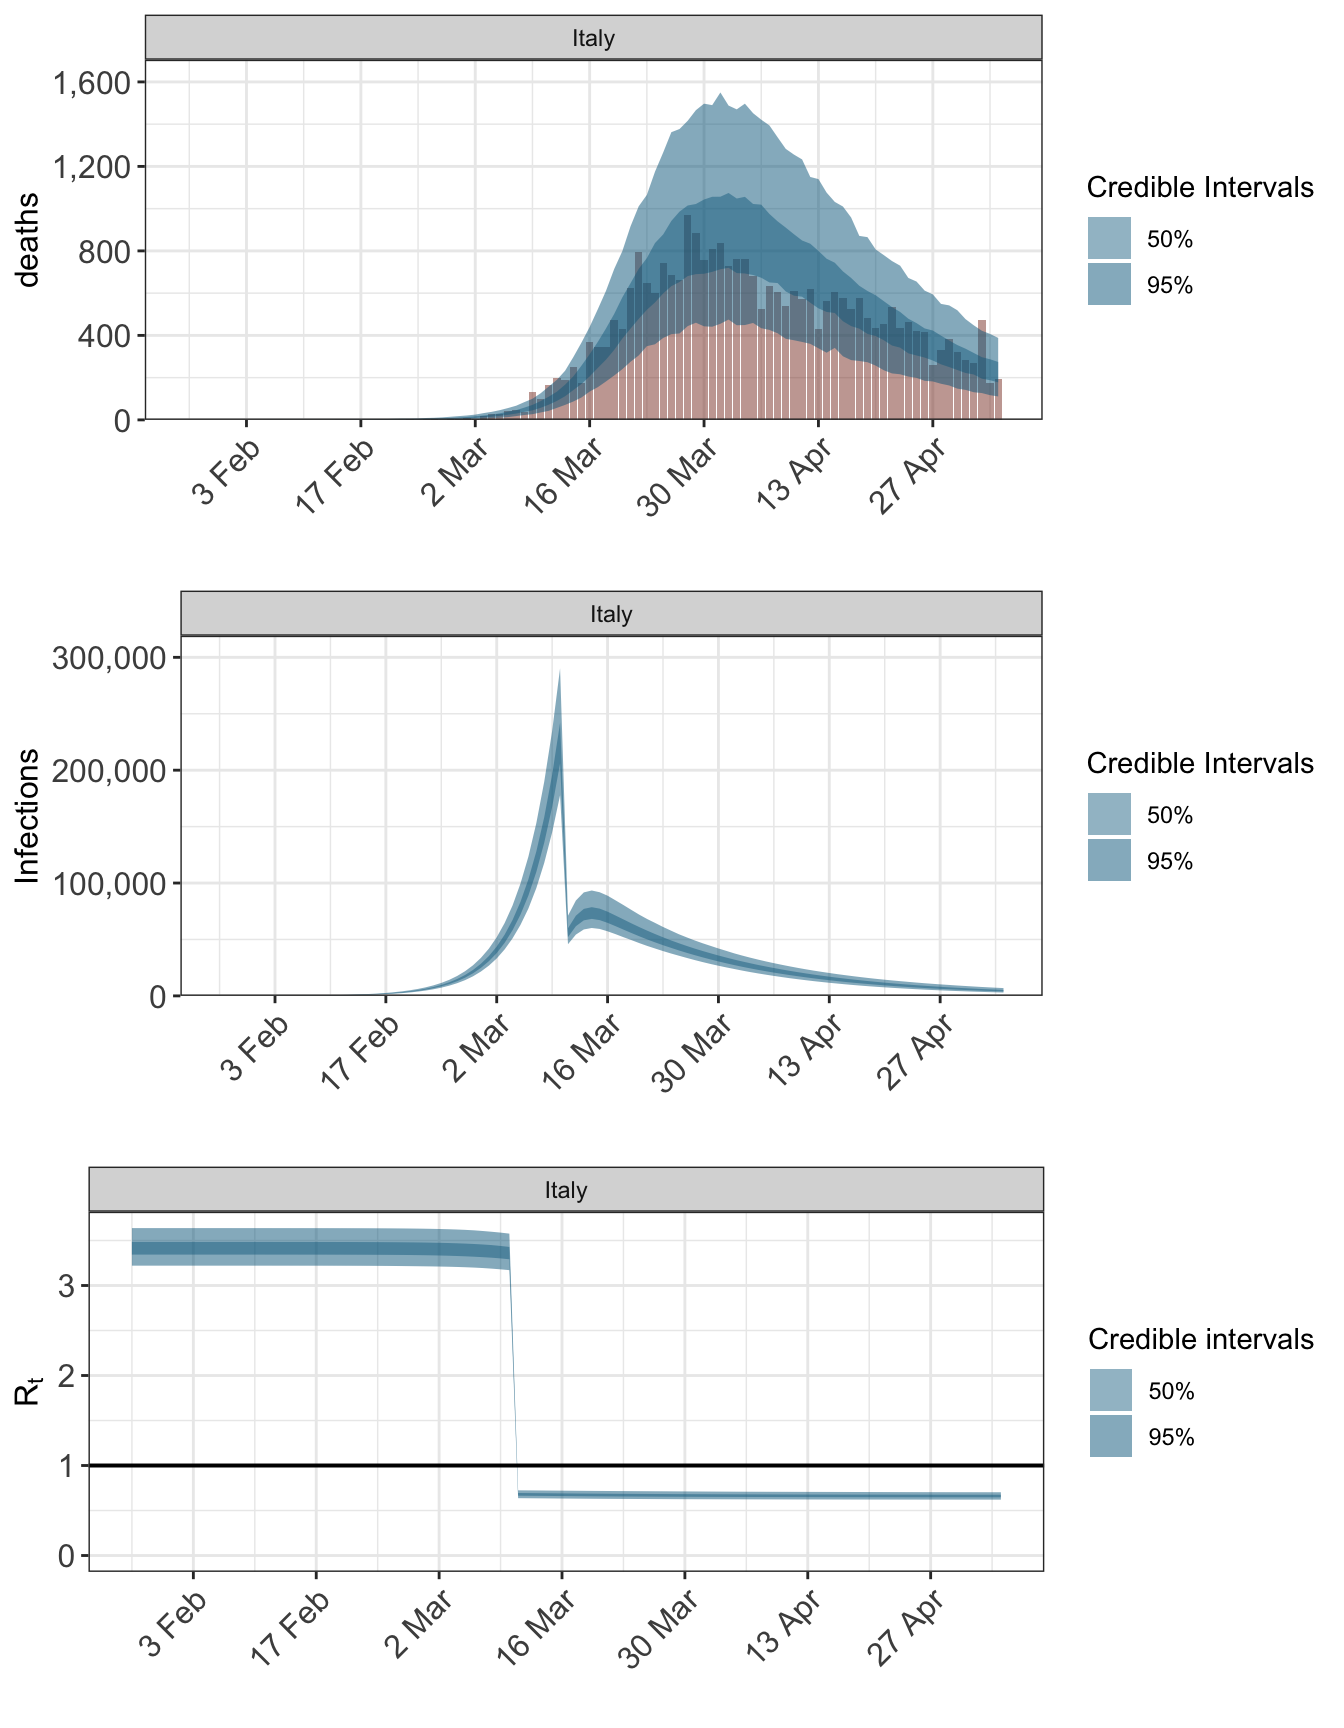 Italy
1,600
1,200
800
400
0
deaths
3 Feb
17 Feb
2 Mar
16 Mar
30 Mar
13 Apr
27 Apr
Credible Intervals
50%
95%
Italy
300,000
200,000
100,000
0
Infections
3 Feb
17 Feb
2 Mar
16 Mar
30 Mar
13 Apr
27 Apr
Credible Intervals
50%
95%
Italy
3
2
1
0
Rt
3 Feb
17 Feb
2 Mar
16 Mar
30 Mar
13 Apr
27 Apr
Credible intervals
50%
95%